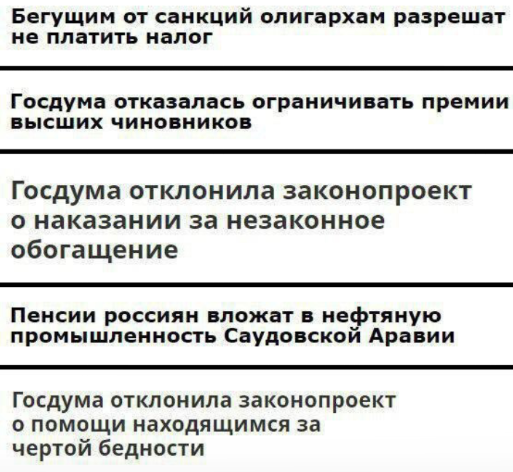 Бегущим от санкций олигархам разрешат
не платить налог
Госдума отказалась ограничивать премии
высших чиновников
Госдума отклонила законопроект
о наказании за незаконное
обогащение
Пенсии россиян вложат в нефтяную
промышленность Саудовской Аравии
Госдума отклонила законопроект
о помощи находящимся за
чертой бедности